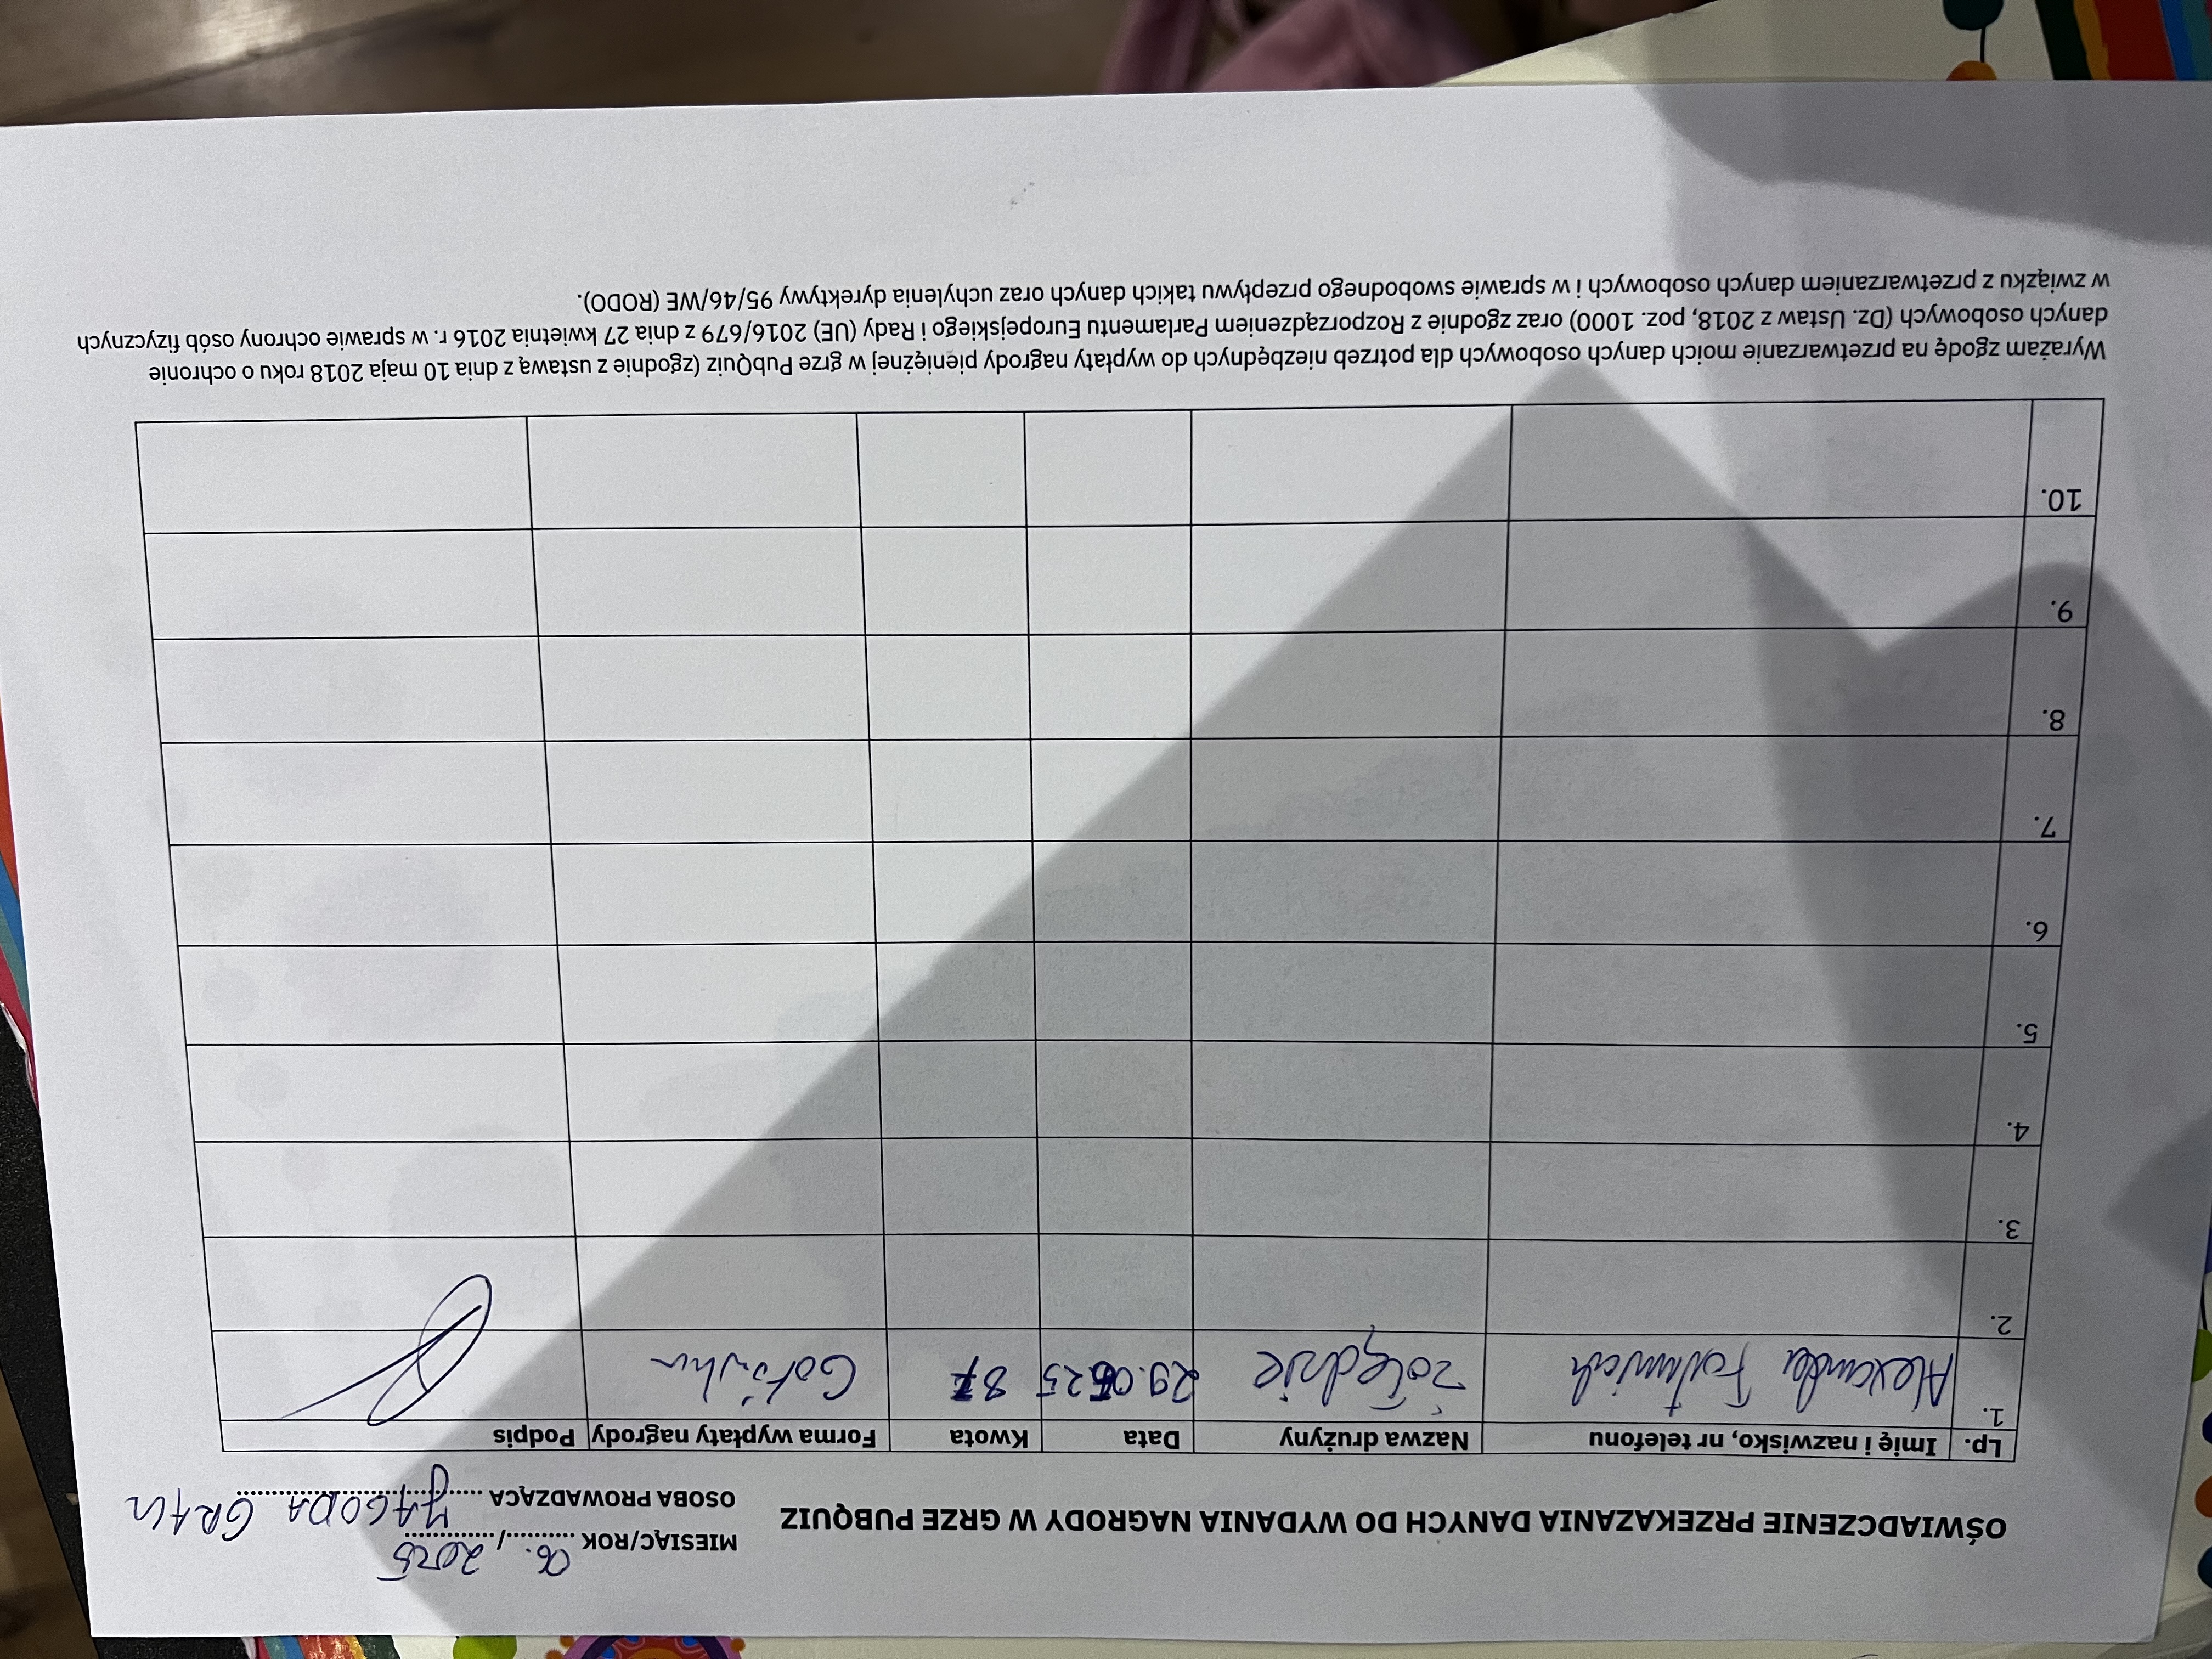 OŚWIADCZENIE PRZEKAZANIA DANYCH DO WYDANIA NAGRODY W GRZE PUBQUIZ
MIESIĄC/ROK 06. / 2025
OSOBA PROWADZĄCA JAGODA
Lp. Imię i nazwisko, nr telefonu Nazwa drużyny Data Kwota Forma wypłaty nagrody Podpis
1. Alexander żołędzie 29.0625 87 Gotówka
2.
3.
4.
5.
6.
7.
8.
9.
10.
Wyrażam zgodę na przetwarzanie moich danych osobowych dla potrzeb niezbędnych do wypłaty nagrody pieniężnej w grze PubQuiz (zgodnie z ustawą z dnia 10 maja 2018 roku o ochronie
danych osobowych (Dz. Ustaw z 2018, poz. 1000) oraz zgodnie z Rozporządzeniem Parlamentu Europejskiego i Rady (UE) 2016/679 z dnia 27 kwietnia 2016 r. w sprawie ochrony osób fizycznych
w związku z przetwarzaniem danych osobowych i w sprawie swobodnego przepływu takich danych oraz uchylenia dyrektywy 95/46/WE (RODO).